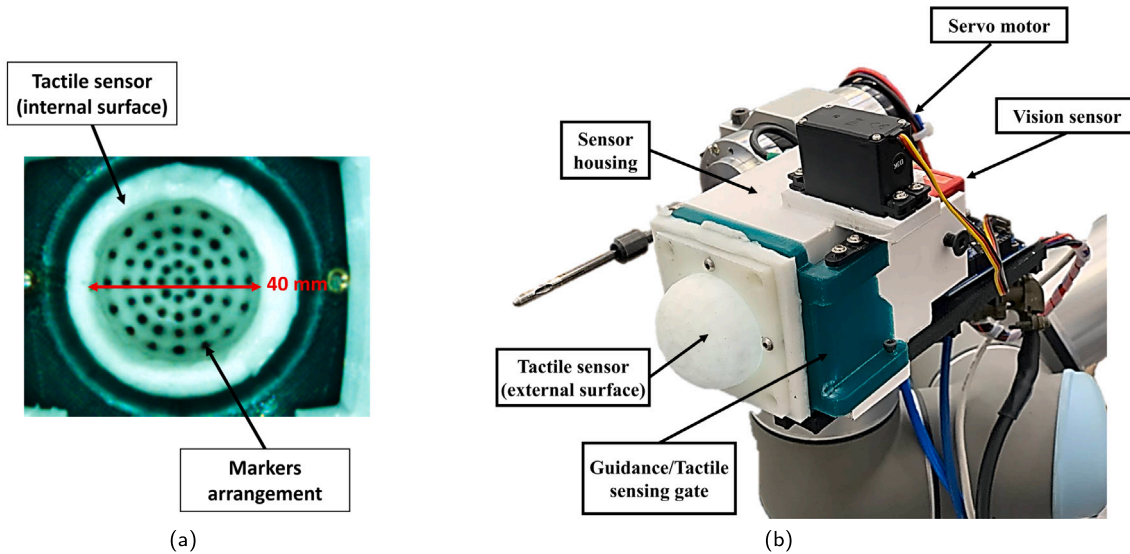 Tactile sensor
(internal surface)
40 mm
Markers
arrangement
(a)
Servo motor
Vision sensor
Sensor
housing
Tactile sensor
(external surface)
Guidance/Tactile
sensing gate
(b)